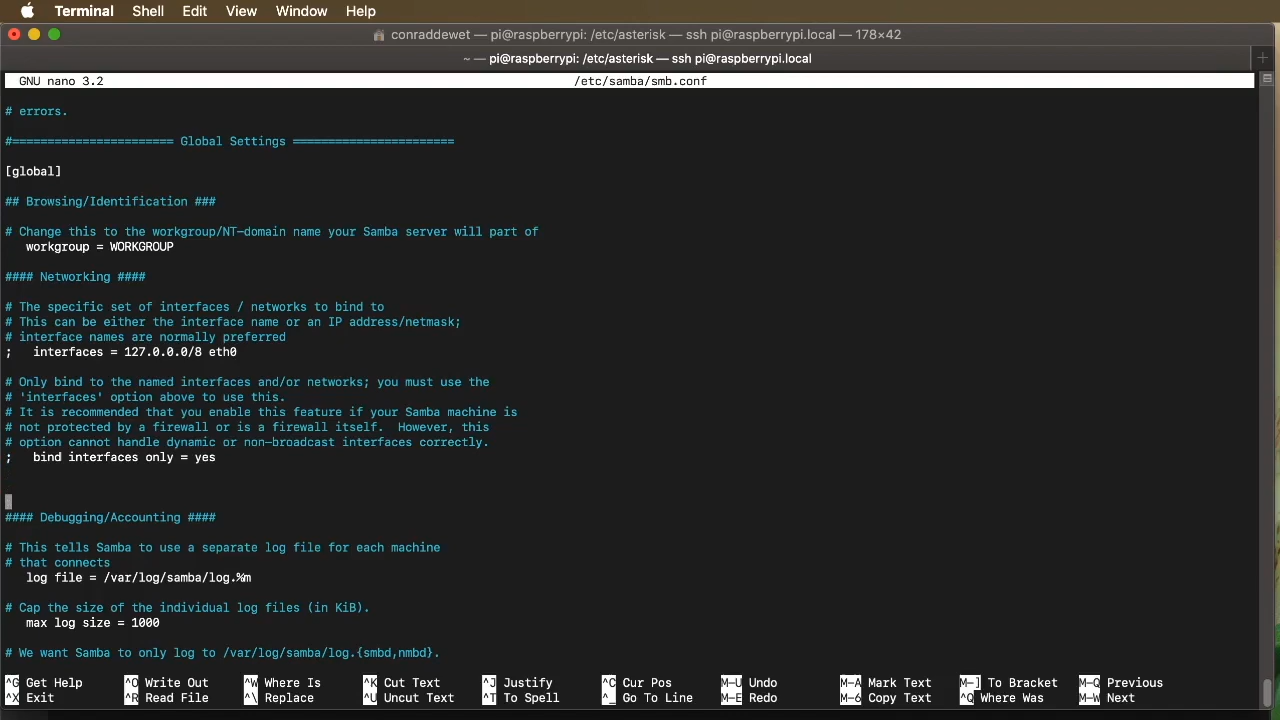 Terminal Shell Edit View Window Help
conraddewet — pi@raspberrypi: /etc/asterisk — ssh pi@raspberrypi.local — 178×42
~ — pi@raspberrypi: /etc/asterisk — ssh pi@raspberrypi.local
GNU nano 3.2 /etc/samba/smb.conf
# errors.
#======================= Global Settings =======================
[global]
## Browsing/Identification ###
# Change this to the workgroup/NT-domain name your Samba server will part of
workgroup = WORKGROUP
#### Networking ####
# The specific set of interfaces / networks to bind to
# This can be either the interface name or an IP address/netmask;
# interface names are normally preferred
;   interfaces = 127.0.0.0/8 eth0
# Only bind to the named interfaces and/or networks; you must use the
# 'interfaces' option above to use this.
# It is recommended that you enable this feature if your Samba machine is
# not protected by a firewall or is a firewall itself.  However, this
# option cannot handle dynamic or non-broadcast interfaces correctly.
;   bind interfaces only = yes
#### Debugging/Accounting ####
# This tells Samba to use a separate log file for each machine
# that connects
log file = /var/log/samba/log.%m
# Cap the size of the individual log files (in KiB).
max log size = 1000
# We want Samba to only log to /var/log/samba/log.{smbd,nmbd}.
^G Get Help ^O Write Out ^W Where Is ^K Cut Text ^J Justify ^C Cur Pos M-U Undo M-A Mark Text M-] To Bracket M-Q Previous
^X Exit ^R Read File ^\ Replace ^U Uncut Text ^T To Spell ^_ Go To Line M-E Redo M-6 Copy Text ^Q Where Was M-W Next